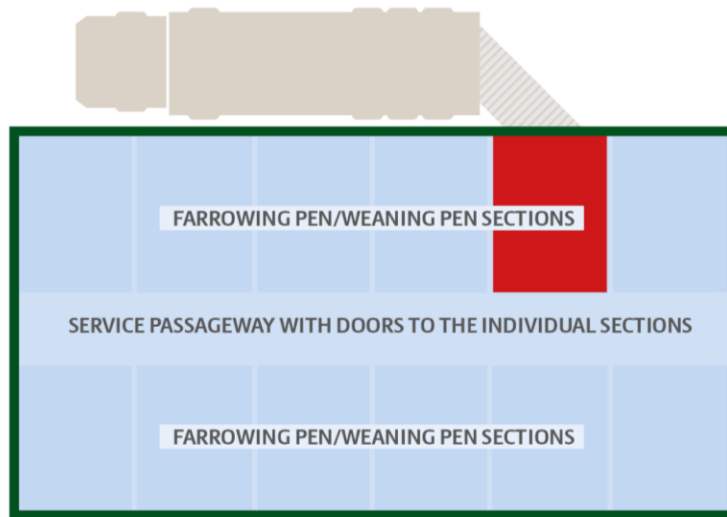 FARROWING PEN/WEANING PEN SECTIONS
SERVICE PASSAGEWAY WITH DOORS TO THE INDIVIDUAL SECTIONS
FARROWING PEN/WEANING PEN SECTIONS